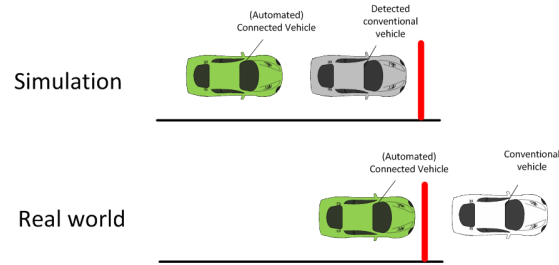 (Automated)
Connected Vehicle
Detected
conventional
vehicle
Simulation
(Automated)
Connected Vehicle
Conventional
vehicle
Real world